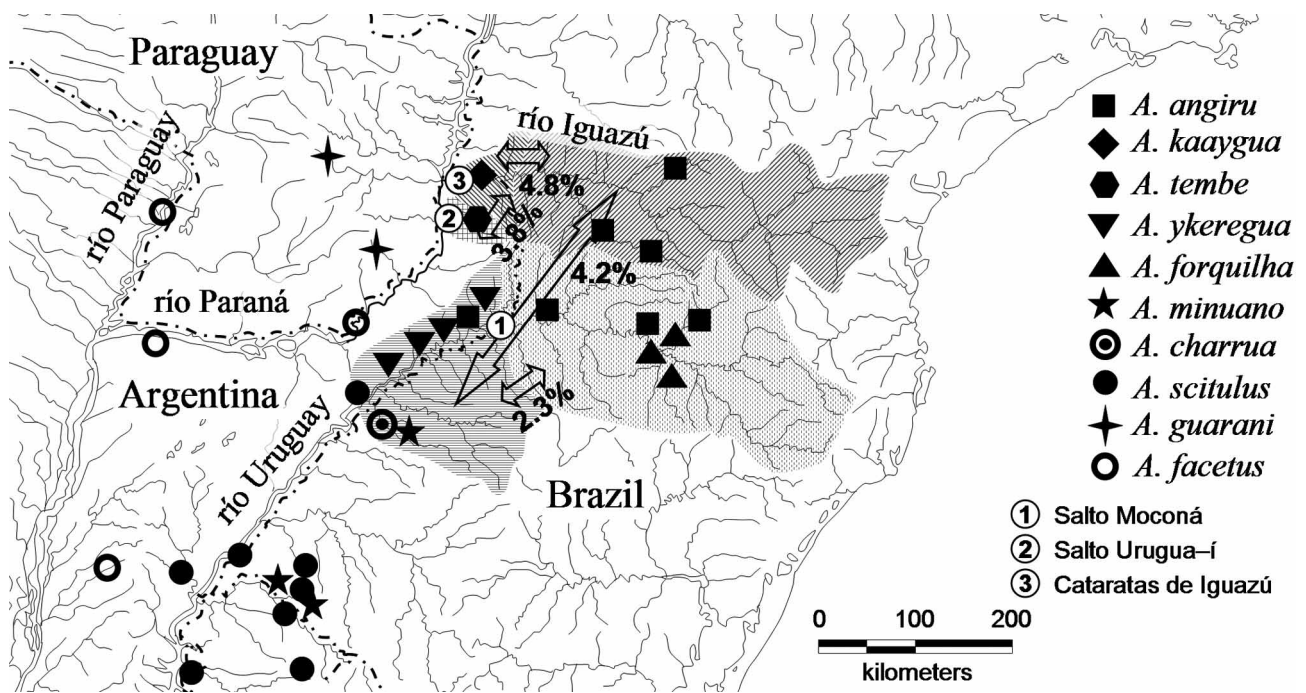 Paraguay
río Paraguay
río Iguazú
3
4.8%
2
3.8%
4.2%
río Paraná
1
Argentina
2.3%
río Uruguay
Brazil
A. angiru
A. kaaygua
A. tembe
A. ykeregua
A. forquilha
A. minuano
A. charrua
A. scitulus
A. guarani
A. facetus
1 Salto Moconá
2 Salto Urugua–í
3 Cataratas de Iguazú
0 100 200
kilometers